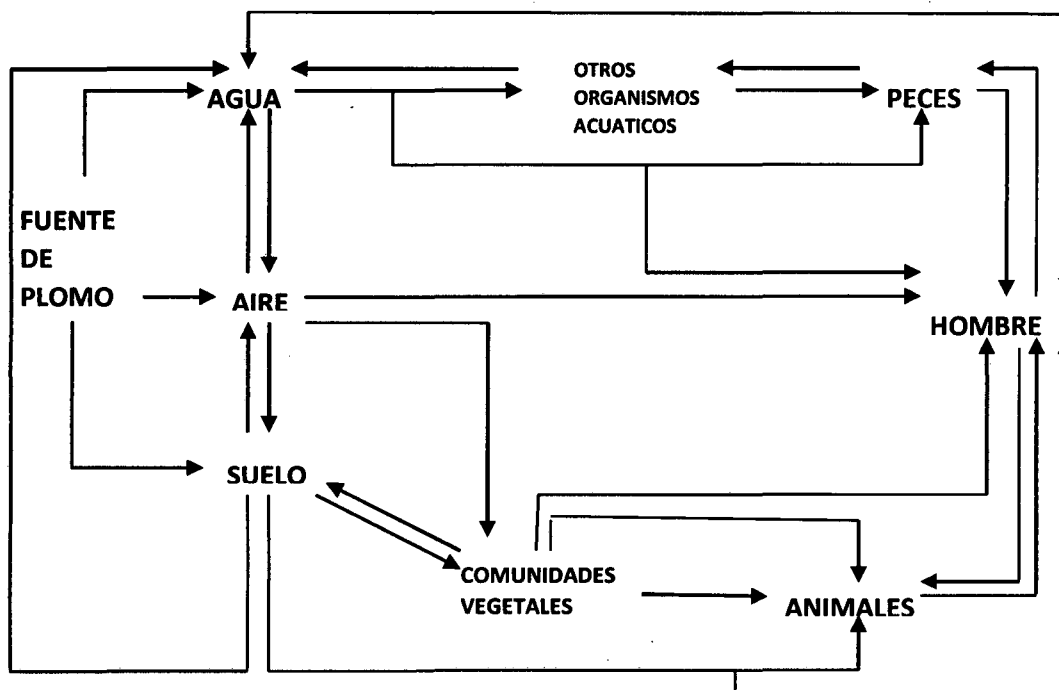 OTROS
ORGANISMOS
ACUATICOS
AGUA
PECES
FUENTE
DE
PLOMO
AIRE
HOMBRE
SUELO
COMUNIDADES
VEGETALES
ANIMALES